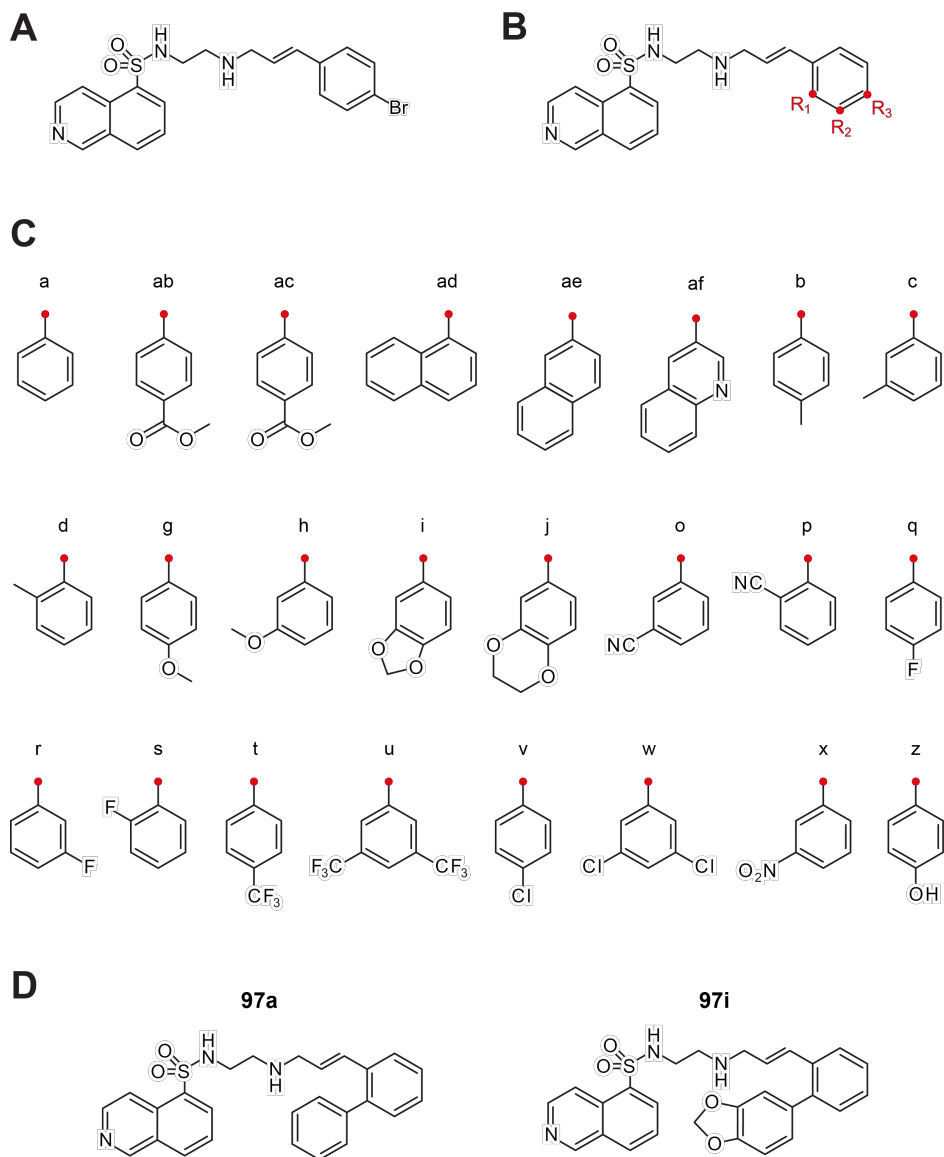 A
B
H
O
N
S
O
N
H
N
Br
H
O
N
S
O
N
H
N
R1
R2
R3
C
a ab ac ad ae af b c
N
O O O O
d g h i j o p q
O
O
O O
O O
NC
NC
F
r s t u v w x z
F
F
CF3
F3C CF3
Cl
Cl Cl
O2N
OH
D
97a 97i
H
O
N
S
O
N
H
N
H
O
N
S
O
N
H
O
O
N